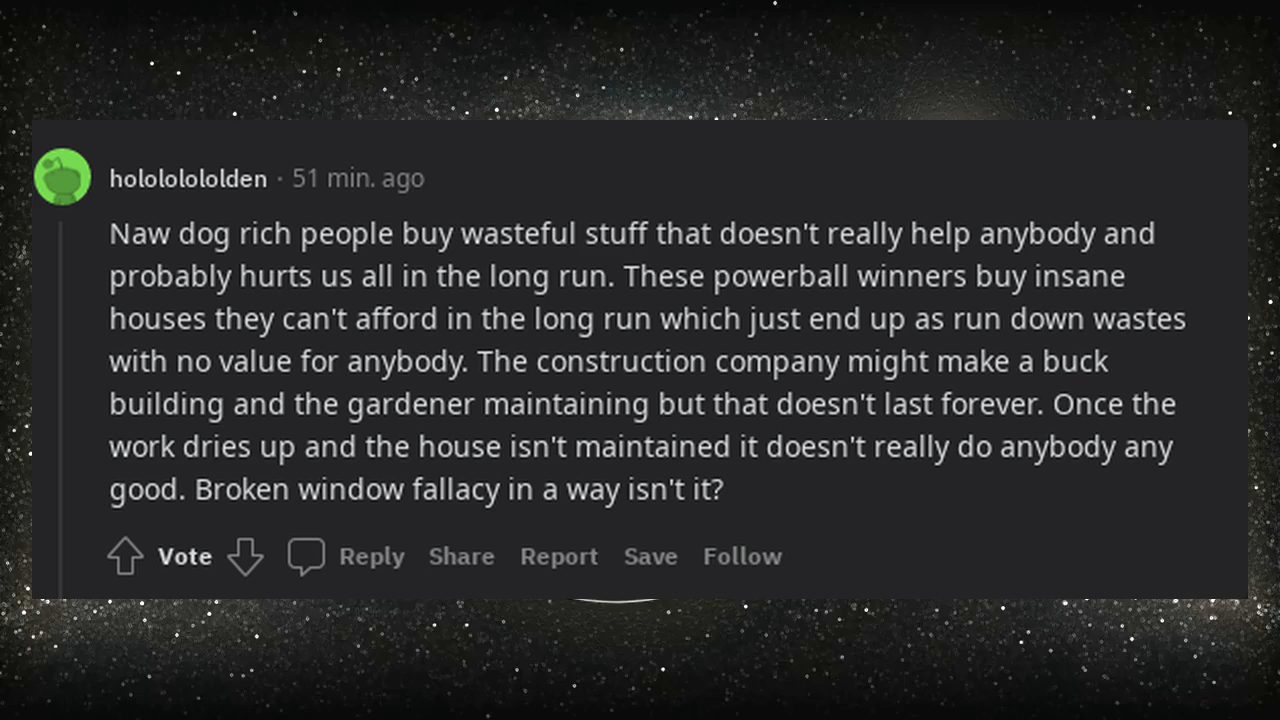 holololololden · 51 min. ago
Naw dog rich people buy wasteful stuff that doesn't really help anybody and
probably hurts us all in the long run. These powerball winners buy insane
houses they can't afford in the long run which just end up as run down wastes
with no value for anybody. The construction company might make a buck
building and the gardener maintaining but that doesn't last forever. Once the
work dries up and the house isn't maintained it doesn't really do anybody any
good. Broken window fallacy in a way isn't it?
Vote Reply Share Report Save Follow